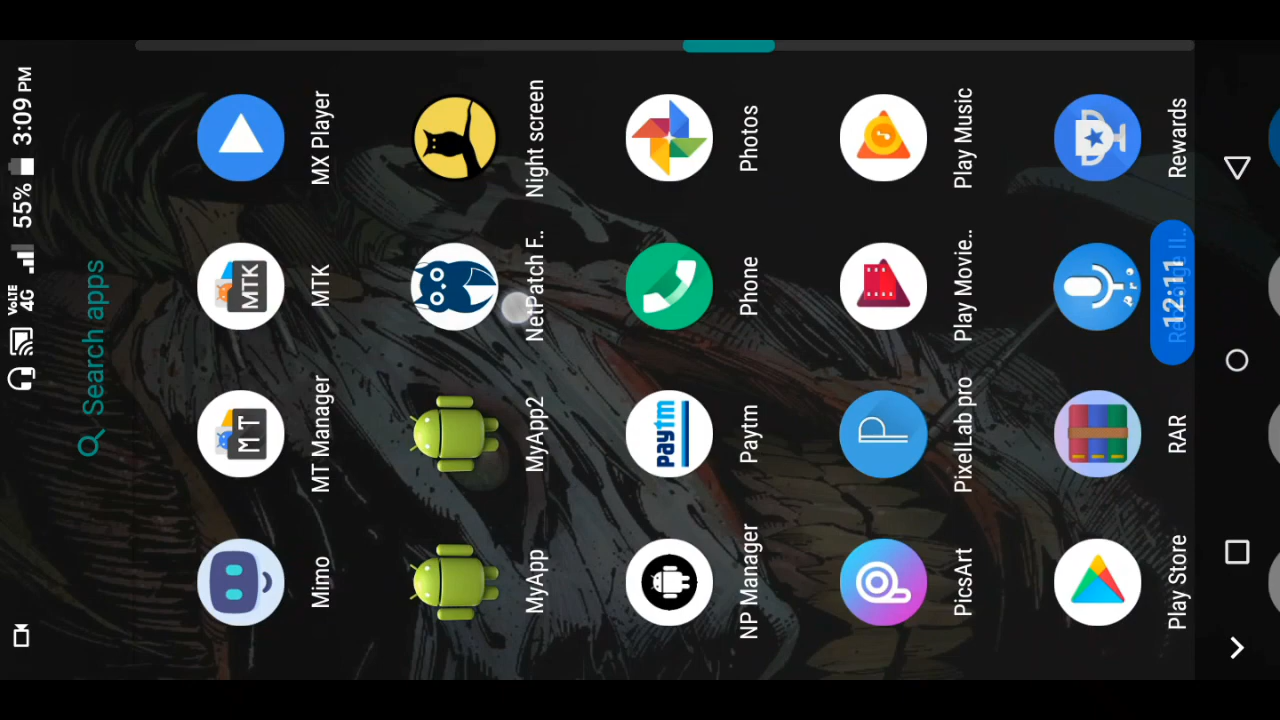 VoLTE
4G
55%
3:09 PM
Search apps
Mimo
MT Manager
MTK
MX Player
MT
MTK
MyApp
MyApp2
NetPatch F..
Night screen
NP Manager
Paytm
Phone
Photos
paytm
PicsArt
PixelLab pro
Play Movie..
Play Music
P
Play Store
RAR
Rewards
12:11